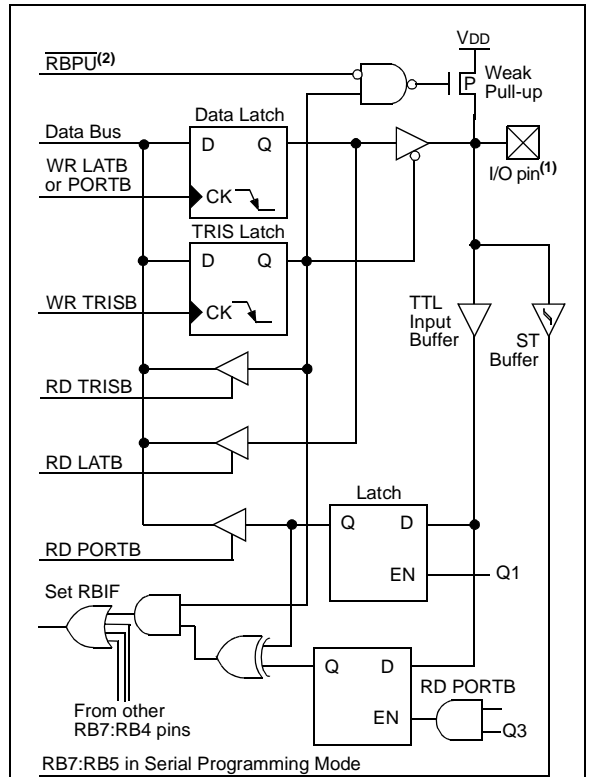 VDD
RBPU(2)
P
Weak
Pull-up
Data Latch
Data Bus
D Q
WR LATB
or PORTB
CK
I/O pin(1)
TRIS Latch
D Q
WR TRISB
CK
TTL
Input
Buffer
ST
Buffer
RD TRISB
RD LATB
Latch
Q D
RD PORTB
EN
Q1
Set RBIF
Q D
RD PORTB
EN
Q3
From other
RB7:RB4 pins
RB7:RB5 in Serial Programming Mode